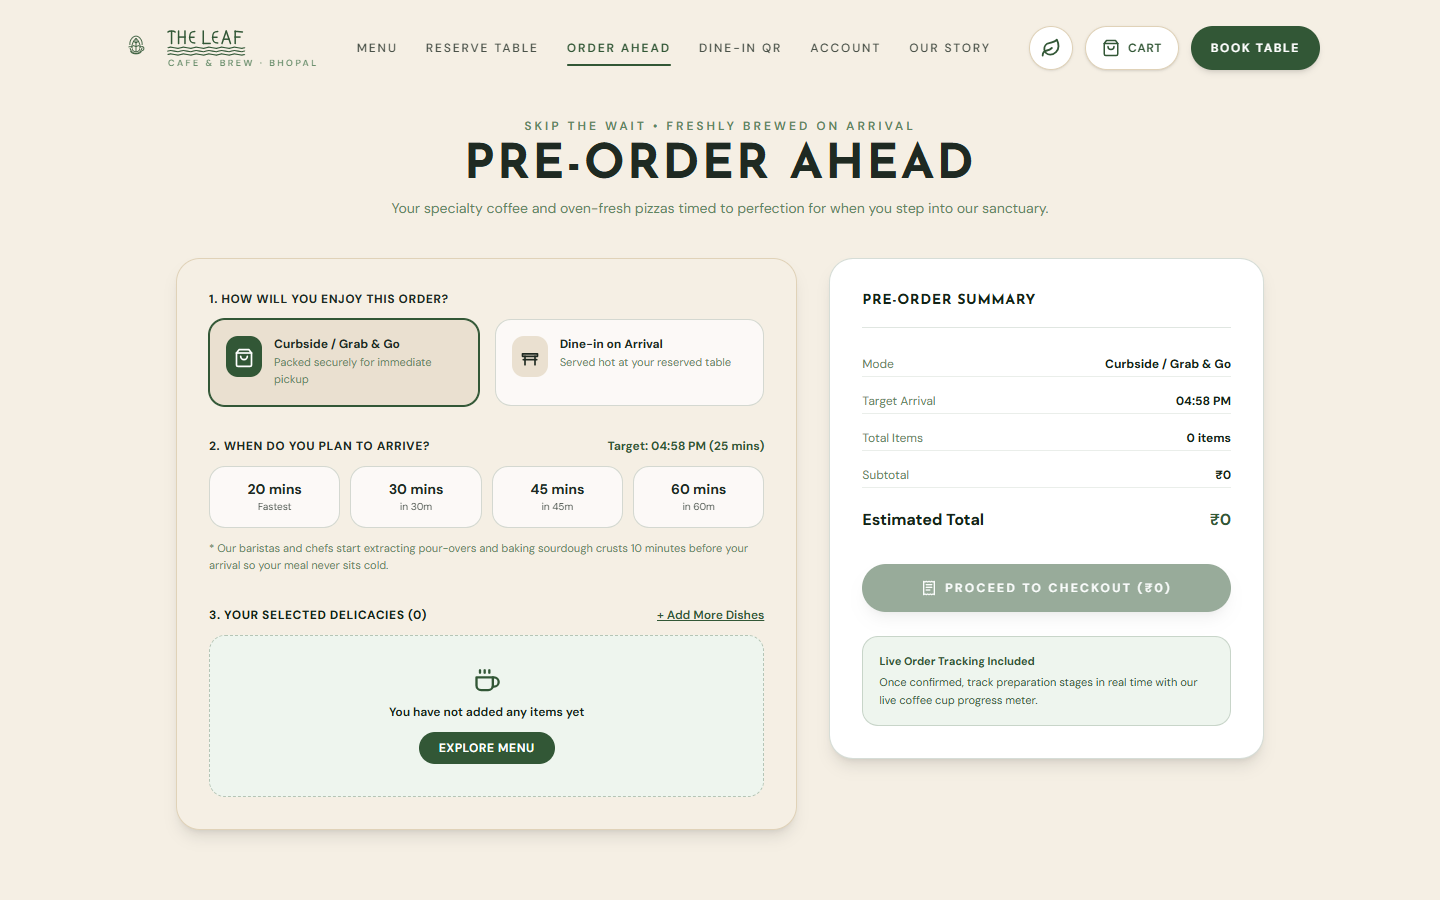 THE LEAF
CAFE & BREW · BHOPAL
MENU
RESERVE TABLE
ORDER AHEAD
DINE-IN QR
ACCOUNT
OUR STORY
CART
BOOK TABLE
SKIP THE WAIT • FRESHLY BREWED ON ARRIVAL
PRE-ORDER AHEAD
Your specialty coffee and oven-fresh pizzas timed to perfection for when you step into our sanctuary.
1. HOW WILL YOU ENJOY THIS ORDER?
Curbside / Grab & Go
Packed securely for immediate
pickup
Dine-in on Arrival
Served hot at your reserved table
2. WHEN DO YOU PLAN TO ARRIVE?
Target: 04:58 PM (25 mins)
20 mins
Fastest
30 mins
in 30m
45 mins
in 45m
60 mins
in 60m
* Our baristas and chefs start extracting pour-overs and baking sourdough crusts 10 minutes before your
arrival so your meal never sits cold.
3. YOUR SELECTED DELICACIES (0)
+ Add More Dishes
You have not added any items yet
EXPLORE MENU
PRE-ORDER SUMMARY
Mode
Curbside / Grab & Go
Target Arrival
04:58 PM
Total Items
0 items
Subtotal
₹0
Estimated Total
₹0
PROCEED TO CHECKOUT (₹0)
Live Order Tracking Included
Once confirmed, track preparation stages in real time with our
live coffee cup progress meter.